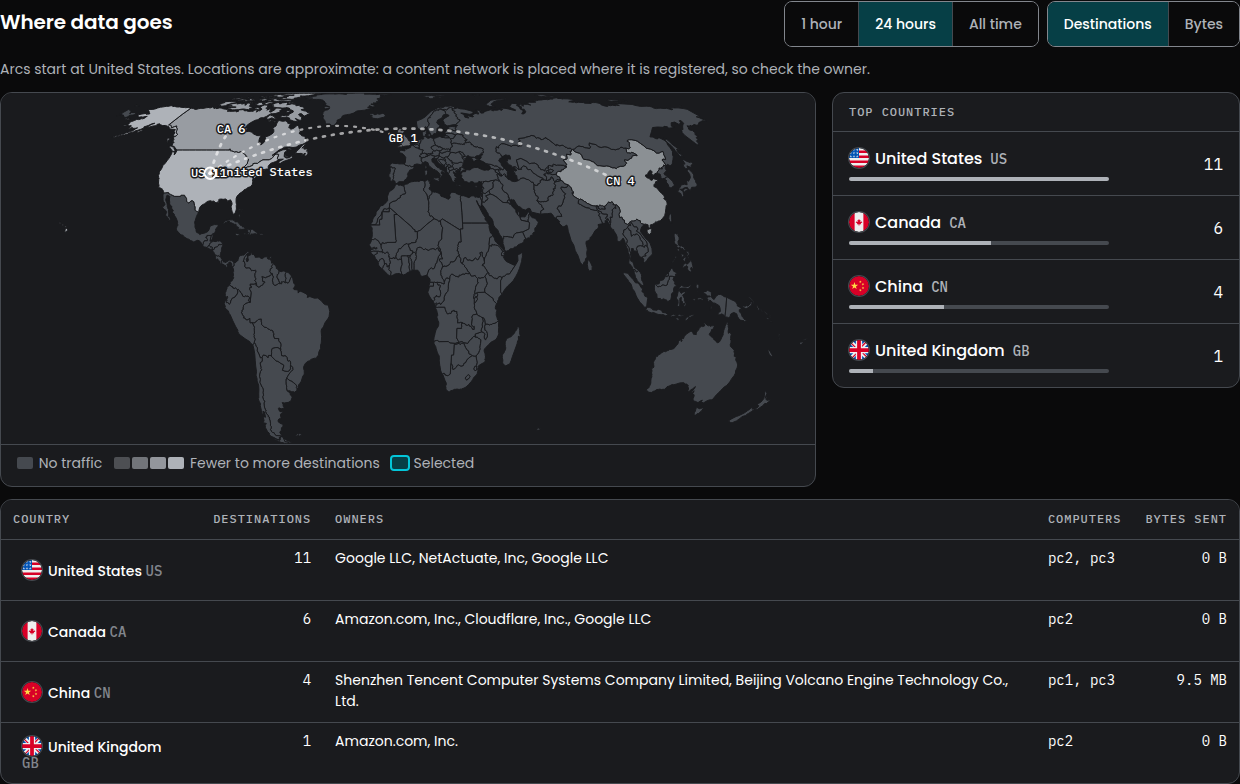 Where data goes
1 hour
24 hours
All time
Destinations
Bytes
Arcs start at United States. Locations are approximate: a content network is placed where it is registered, so check the owner.
CA 6
GB 1
US 11
United States
CN 4
No traffic
Fewer to more destinations
Selected
TOP COUNTRIES
United States US
11
Canada CA
6
China CN
4
United Kingdom GB
1
COUNTRY DESTINATIONS OWNERS COMPUTERS BYTES SENT
United States US 11 Google LLC, NetActuate, Inc, Google LLC pc2, pc3 0 B
Canada CA 6 Amazon.com, Inc., Cloudflare, Inc., Google LLC pc2 0 B
China CN 4 Shenzhen Tencent Computer Systems Company Limited, Beijing Volcano Engine Technology Co., pc1, pc3 9.5 MB
Ltd.
United Kingdom 1 Amazon.com, Inc. pc2 0 B
GB